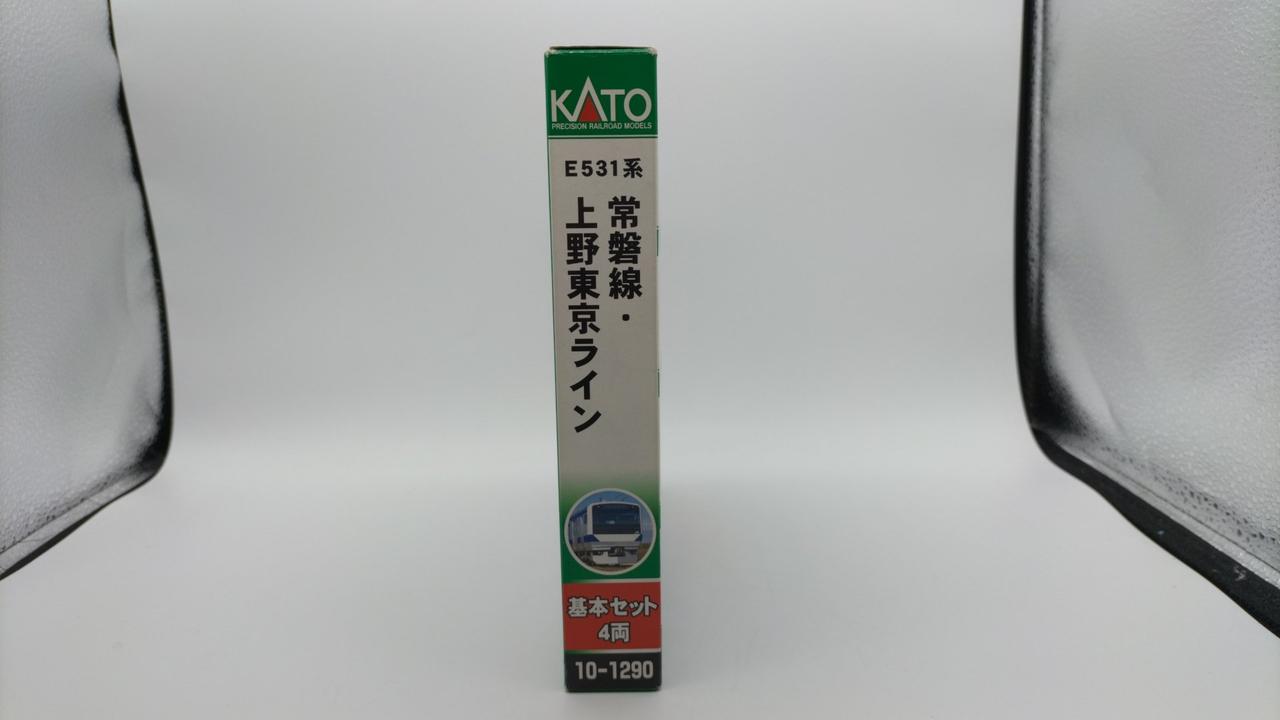 KATO
PRECISION RAILROAD MODELS
E531系
常磐線・
上野東京ライン
基本セット
4両
10-1290